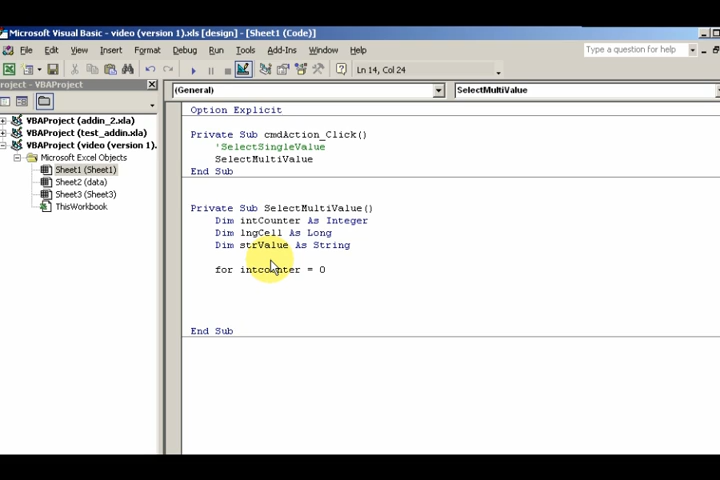 Microsoft Visual Basic - video (version 1).xls [design] - [Sheet1 (Code)]
File Edit View Insert Format Debug Run Tools Add-Ins Window Help
Type a question for help
Ln 14, Col 24
roject - VBAProject
(General)
SelectMultiValue
VBAProject (addin_2.xla)
VBAProject (test_addin.xla)
VBAProject (video (version 1).
Microsoft Excel Objects
Sheet1 (Sheet1)
Sheet2 (data)
Sheet3 (Sheet3)
ThisWorkbook
Option Explicit
Private Sub cmdAction_Click()
'SelectSingleValue
SelectMultiValue
End Sub
Private Sub SelectMultiValue()
Dim intCounter As Integer
Dim lngCell As Long
Dim strValue As String
for intcounter = 0
End Sub